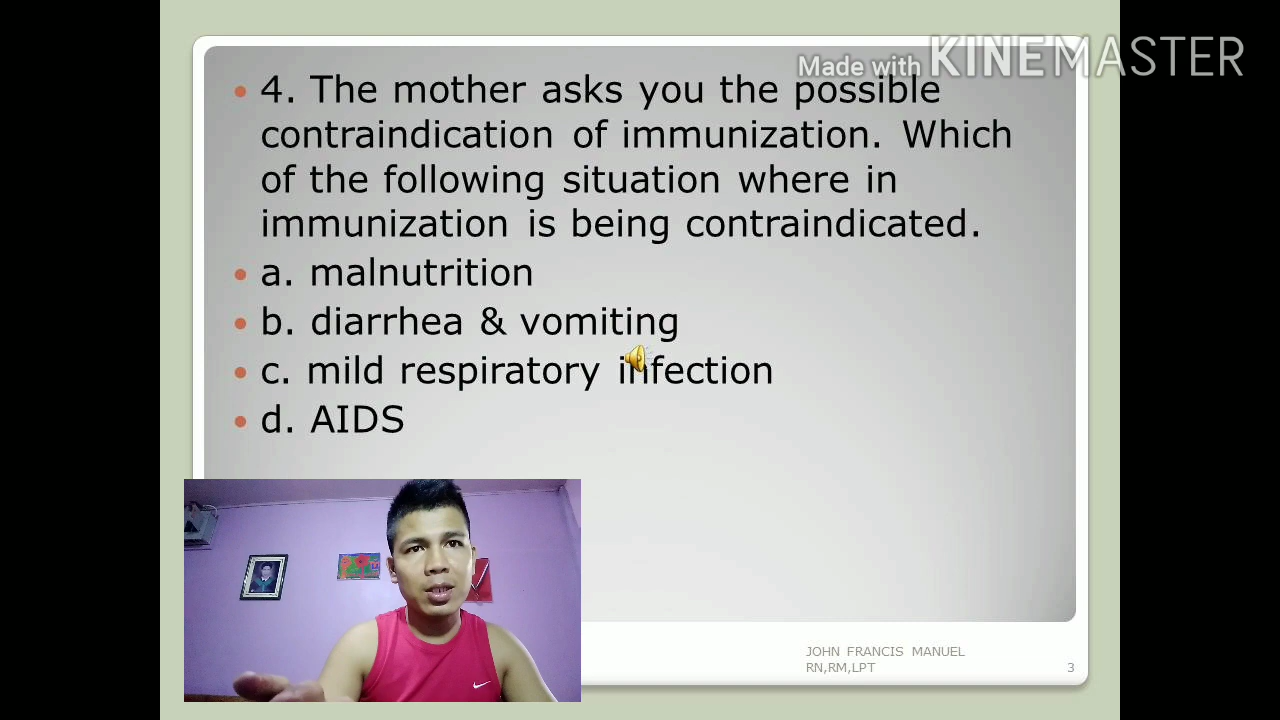 Made with KINEMASTER
• 4. The mother asks you the possible
contraindication of immunization. Which
of the following situation where in
immunization is being contraindicated.
• a. malnutrition
• b. diarrhea & vomiting
• c. mild respiratory infection
• d. AIDS
JOHN FRANCIS MANUEL
RN,RM,LPT
3